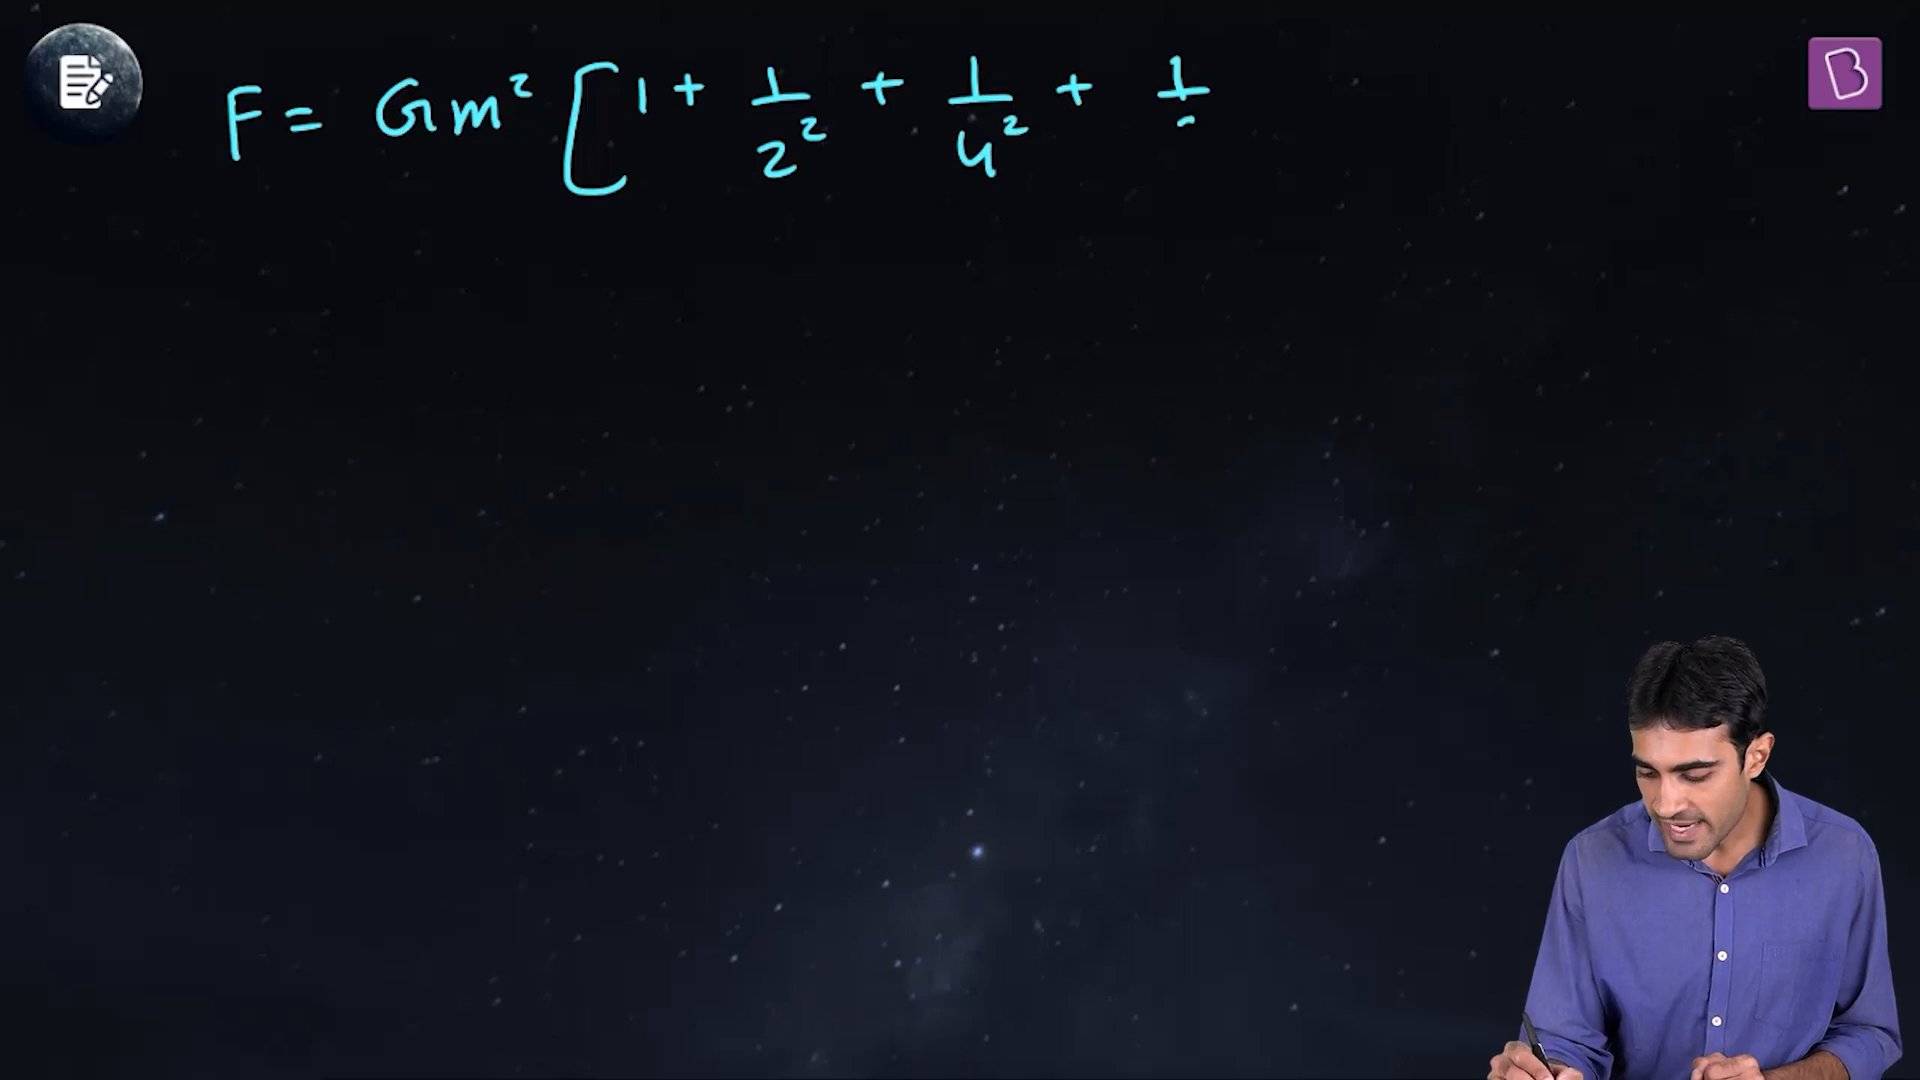 F = Gm² [ 1 + 1/2² + 1/4² + 1/
B